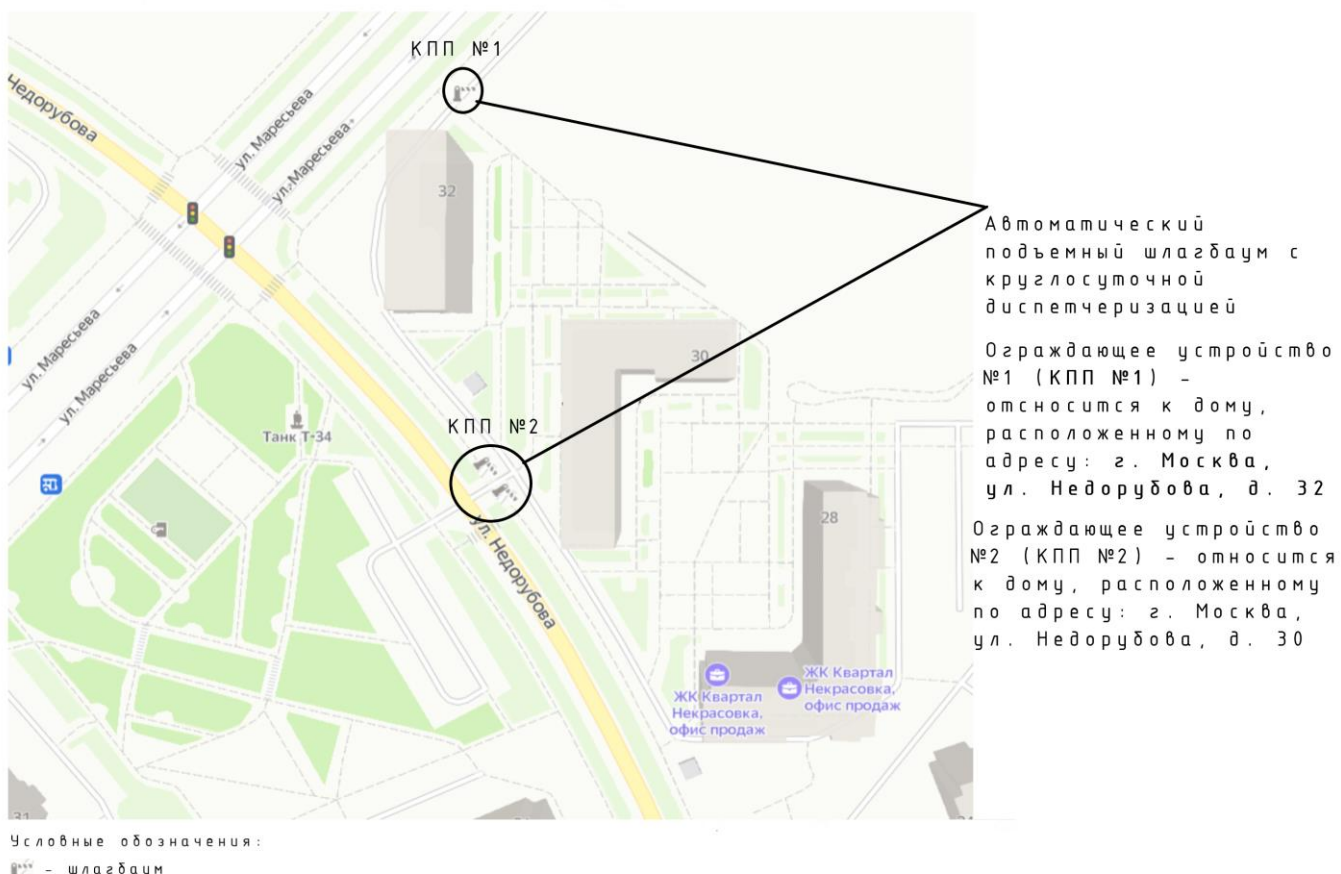 КПП №1
Недорубова
ул. Маресьева
ул. Маресьева
32
Автоматический
подъемный шлагбаум с
круглосуточной
диспетчеризацией
Ограждающее устройство
№1 (КПП №1) -
отсносится к дому,
расположенному по
адресу: г. Москва,
ул. Недорубова, д. 32
Ограждающее устройство
№2 (КПП №2) - относится
к дому, расположенному
по адресу: г. Москва,
ул. Недорубова, д. 30
ул. Маресьева
ул. Маресьева
30
Танк Т-34
КПП №2
ул. Недорубова
28
ЖК Квартал
Некрасовка,
офис продаж
ЖК Квартал
Некрасовка,
офис продаж
31
Условные обозначения:
- шлагбаум